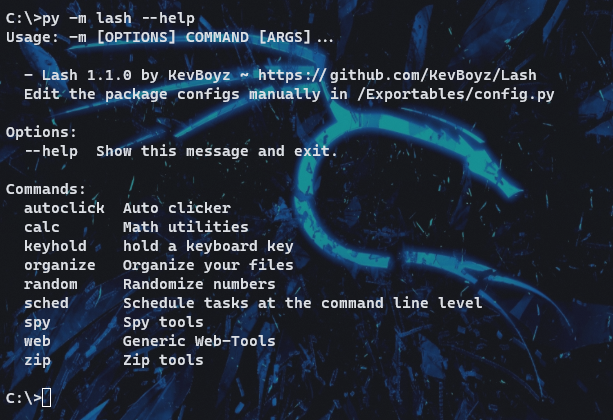 C:\>py -m lash --help
Usage: -m [OPTIONS] COMMAND [ARGS]...
- Lash 1.1.0 by KevBoyz ~ https://github.com/KevBoyz/Lash
Edit the package configs manually in /Exportables/config.py
Options:
--help  Show this message and exit.
Commands:
autoclick  Auto clicker
calc       Math utilities
keyhold    hold a keyboard key
organize   Organize your files
random     Randomize numbers
sched      Schedule tasks at the command line level
spy        Spy tools
web        Generic Web-Tools
zip        Zip tools
C:\>